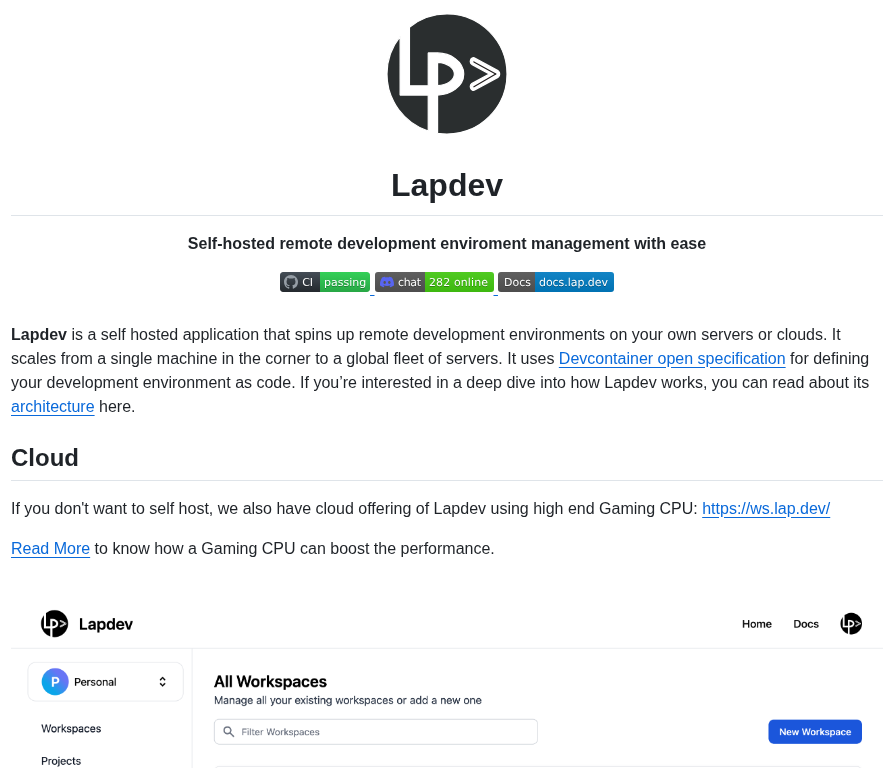 LP>
Lapdev
Self-hosted remote development enviroment management with ease
CI passing chat 282 online Docs docs.lap.dev
Lapdev is a self hosted application that spins up remote development environments on your own servers or clouds. It
scales from a single machine in the corner to a global fleet of servers. It uses Devcontainer open specification for defining
your development environment as code. If you’re interested in a deep dive into how Lapdev works, you can read about its
architecture here.
Cloud
If you don't want to self host, we also have cloud offering of Lapdev using high end Gaming CPU: https://ws.lap.dev/
Read More to know how a Gaming CPU can boost the performance.
LP> Lapdev Home Docs LP>
P Personal
All Workspaces
Manage all your existing workspaces or add a new one
Workspaces
Filter Workspaces New Workspace
Projects